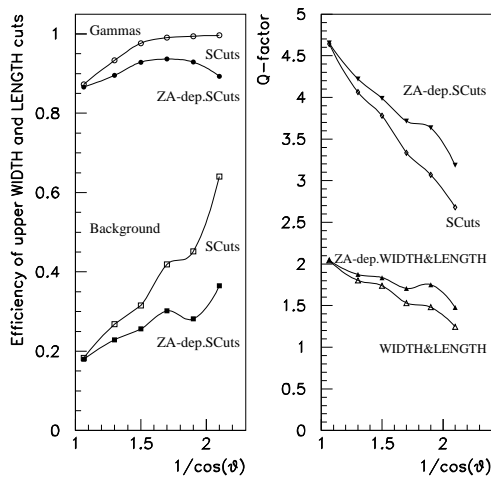 Efficiency of upper WIDTH and LENGTH cuts
1
0.8
0.6
0.4
0.2
0
Gammas
SCuts
ZA-dep.SCuts
Background
SCuts
ZA-dep.SCuts
1
1.5
2
1/cos(ϑ)
Q-factor
5
4.5
4
3.5
3
2.5
2
1.5
1
0.5
0
ZA-dep.SCuts
SCuts
ZA-dep.WIDTH&LENGTH
WIDTH&LENGTH
1
1.5
2
1/cos(ϑ)